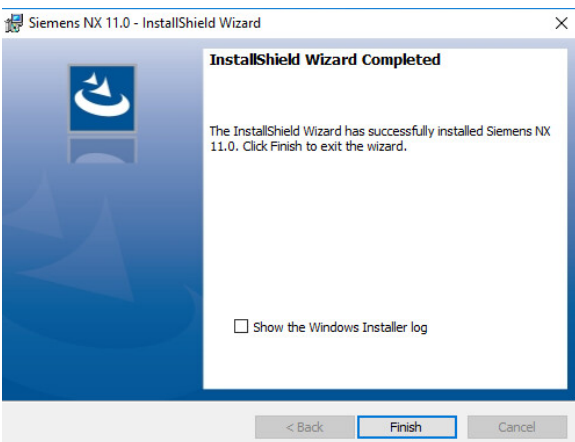 Siemens NX 11.0 - InstallShield Wizard
InstallShield Wizard Completed
The InstallShield Wizard has successfully installed Siemens NX
11.0. Click Finish to exit the wizard.
Show the Windows Installer log
< Back Finish Cancel